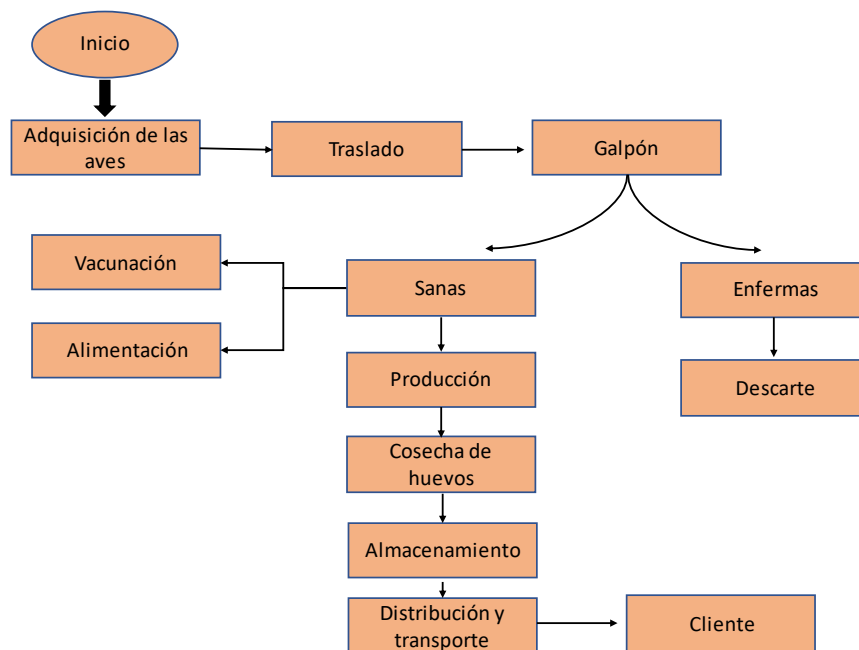 Inicio
Adquisición de las
aves
Traslado
Galpón
Vacunación
Sanas
Enfermas
Alimentación
Producción
Descarte
Cosecha de
huevos
Almacenamiento
Distribución y
transporte
Cliente